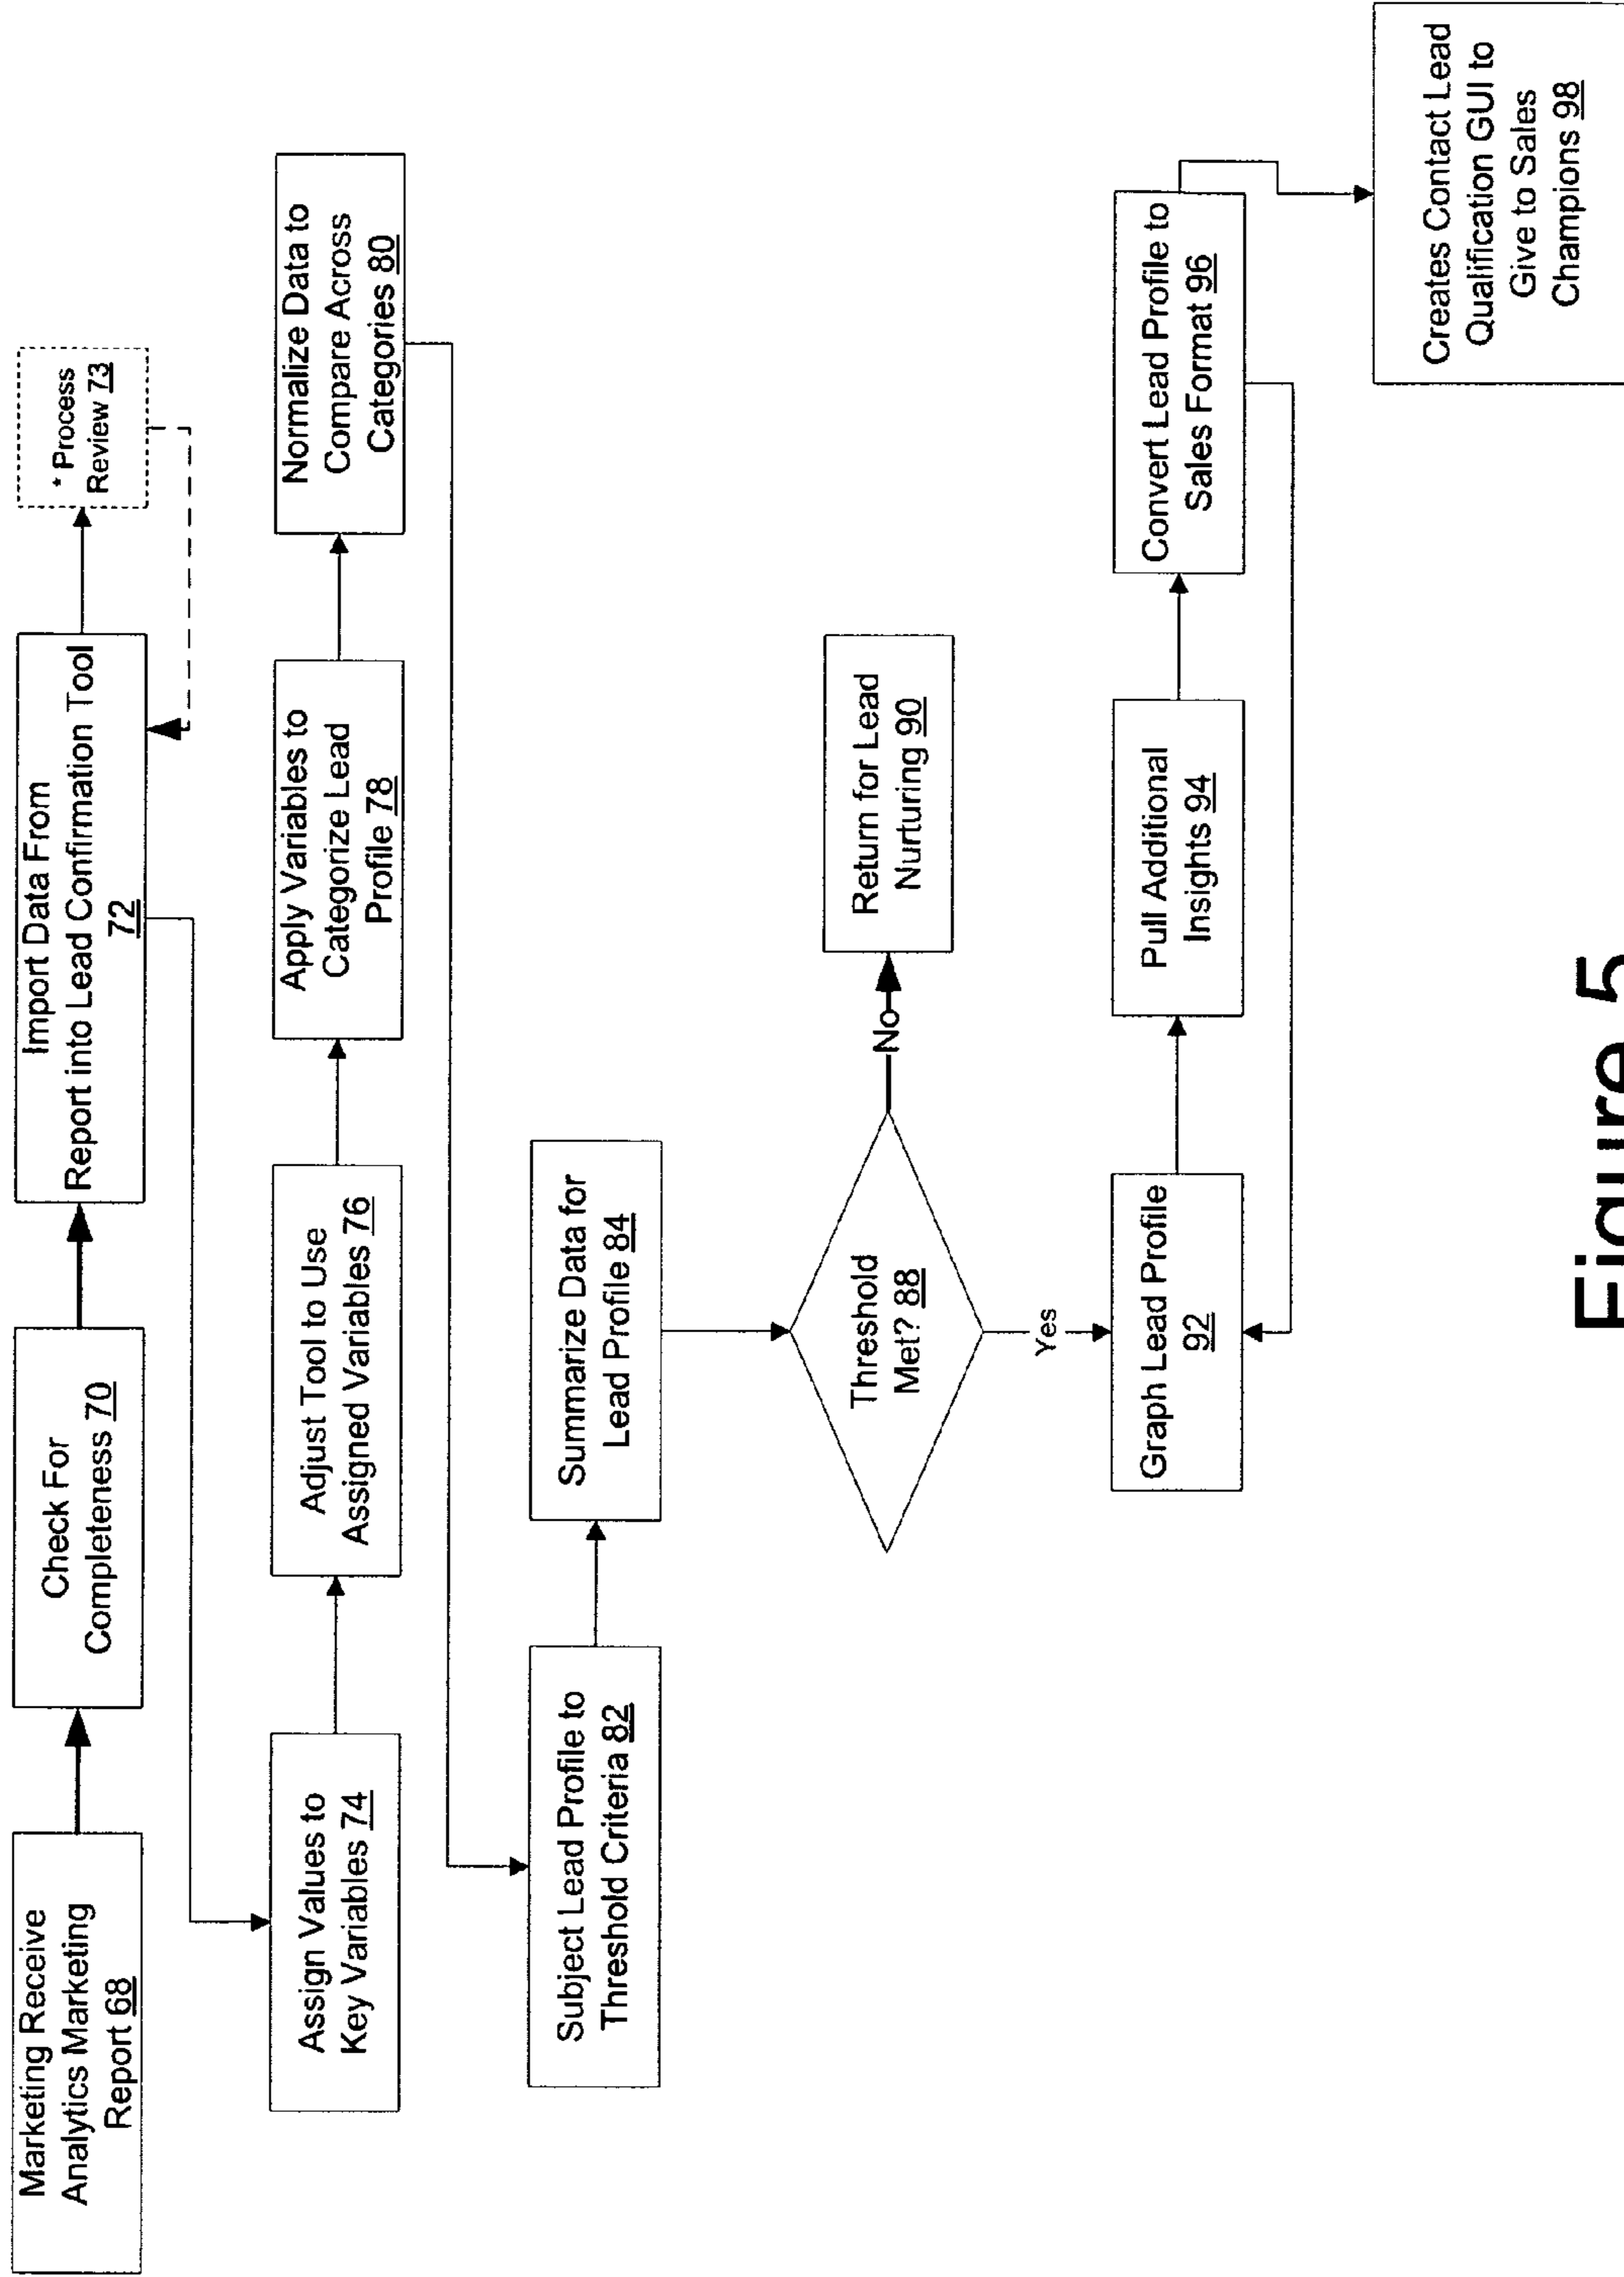 Marketing Receive
Analytics Marketing
Report 68
Check For
Completeness 70
Import Data From
Report into Lead Confirmation Tool
72
* Process
Review 73
Assign Values to
Key Variables 74
Adjust Tool to Use
Assigned Variables 76
Apply Variables to
Categorize Lead
Profile 78
Normalize Data to
Compare Across
Categories 80
Subject Lead Profile to
Threshold Criteria 82
Summarize Data for
Lead Profile 84
Threshold
Met? 88
No
Return for Lead
Nurturing 90
Yes
Graph Lead Profile
92
Pull Additional
Insights 94
Convert Lead Profile to
Sales Format 96
Creates Contact Lead
Qualification GUI to
Give to Sales
Champions 98
Figure 5